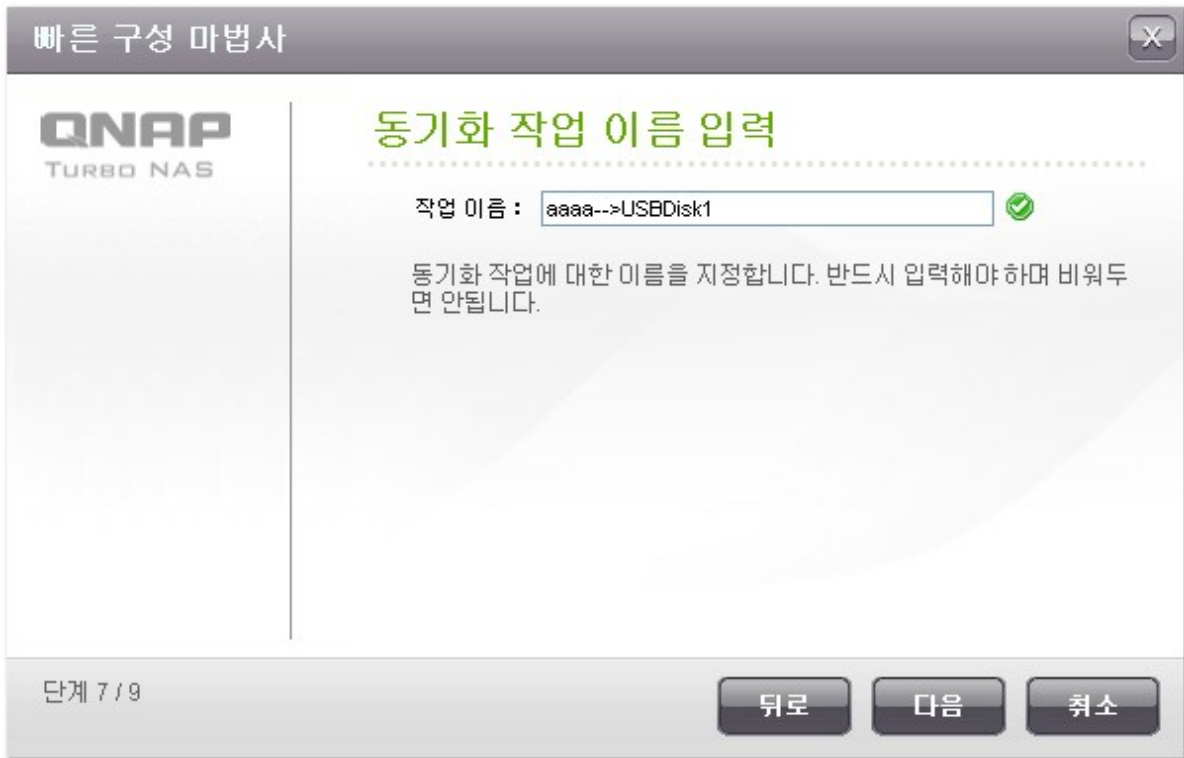 빠른 구성 마법사
X
QNAP
TURBO NAS
동기화 작업 이름 입력
작업 이름 : aaaa-->USBDisk1
동기화 작업에 대한 이름을 지정합니다. 반드시 입력해야 하며 비워두
면 안됩니다.
단계 7 / 9
뒤로 다음 취소